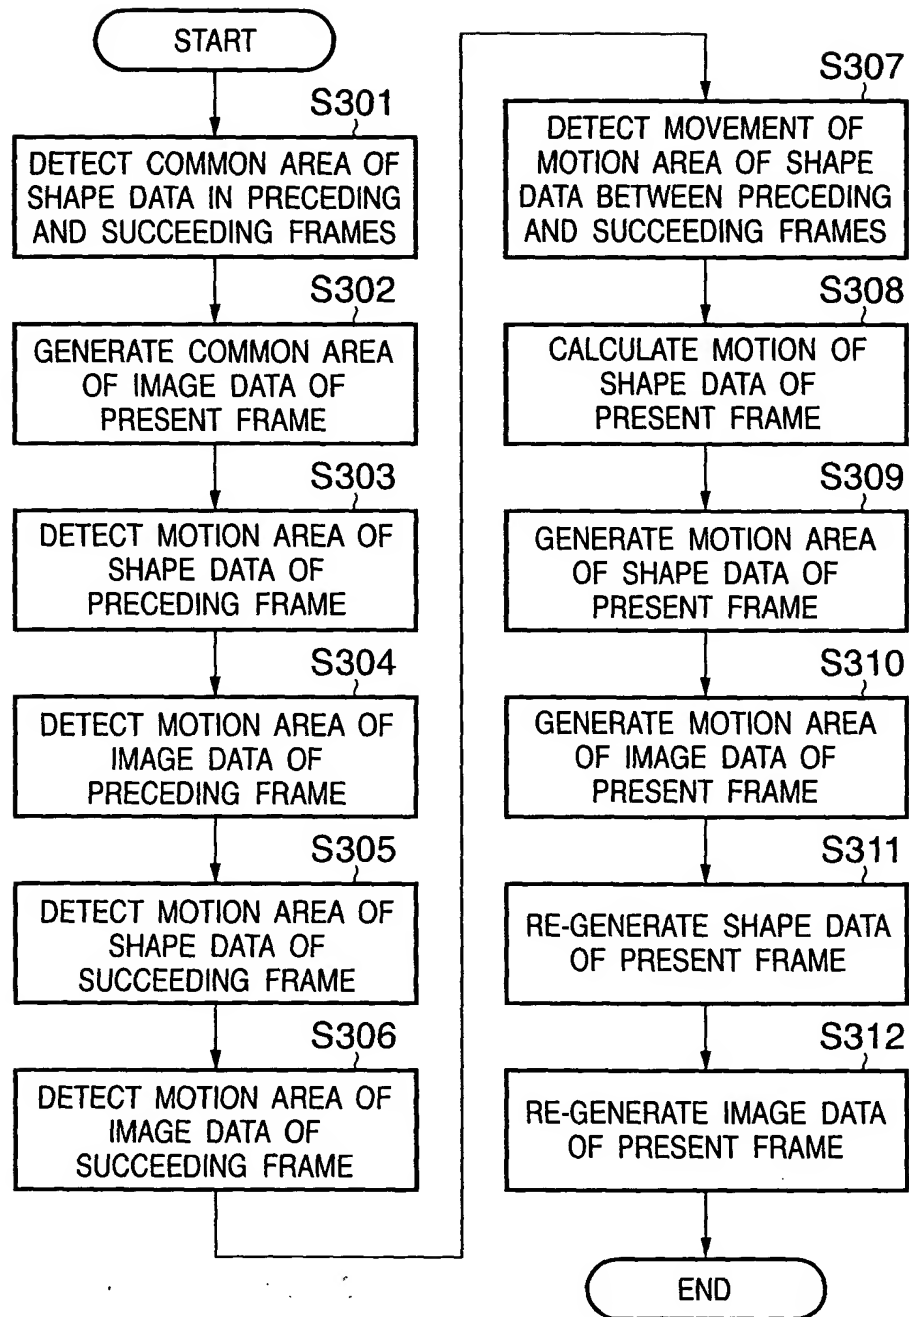 START
S301
DETECT COMMON AREA OF
SHAPE DATA IN PRECEDING
AND SUCCEEDING FRAMES
S302
GENERATE COMMON AREA
OF IMAGE DATA OF
PRESENT FRAME
S303
DETECT MOTION AREA OF
SHAPE DATA OF
PRECEDING FRAME
S304
DETECT MOTION AREA OF
IMAGE DATA OF
PRECEDING FRAME
S305
DETECT MOTION AREA OF
SHAPE DATA OF
SUCCEEDING FRAME
S306
DETECT MOTION AREA OF
IMAGE DATA OF
SUCCEEDING FRAME
S307
DETECT MOVEMENT OF
MOTION AREA OF SHAPE
DATA BETWEEN PRECEDING
AND SUCCEEDING FRAMES
S308
CALCULATE MOTION OF
SHAPE DATA OF
PRESENT FRAME
S309
GENERATE MOTION AREA
OF SHAPE DATA OF
PRESENT FRAME
S310
GENERATE MOTION AREA
OF IMAGE DATA OF
PRESENT FRAME
S311
RE-GENERATE SHAPE DATA
OF PRESENT FRAME
S312
RE-GENERATE IMAGE DATA
OF PRESENT FRAME
END